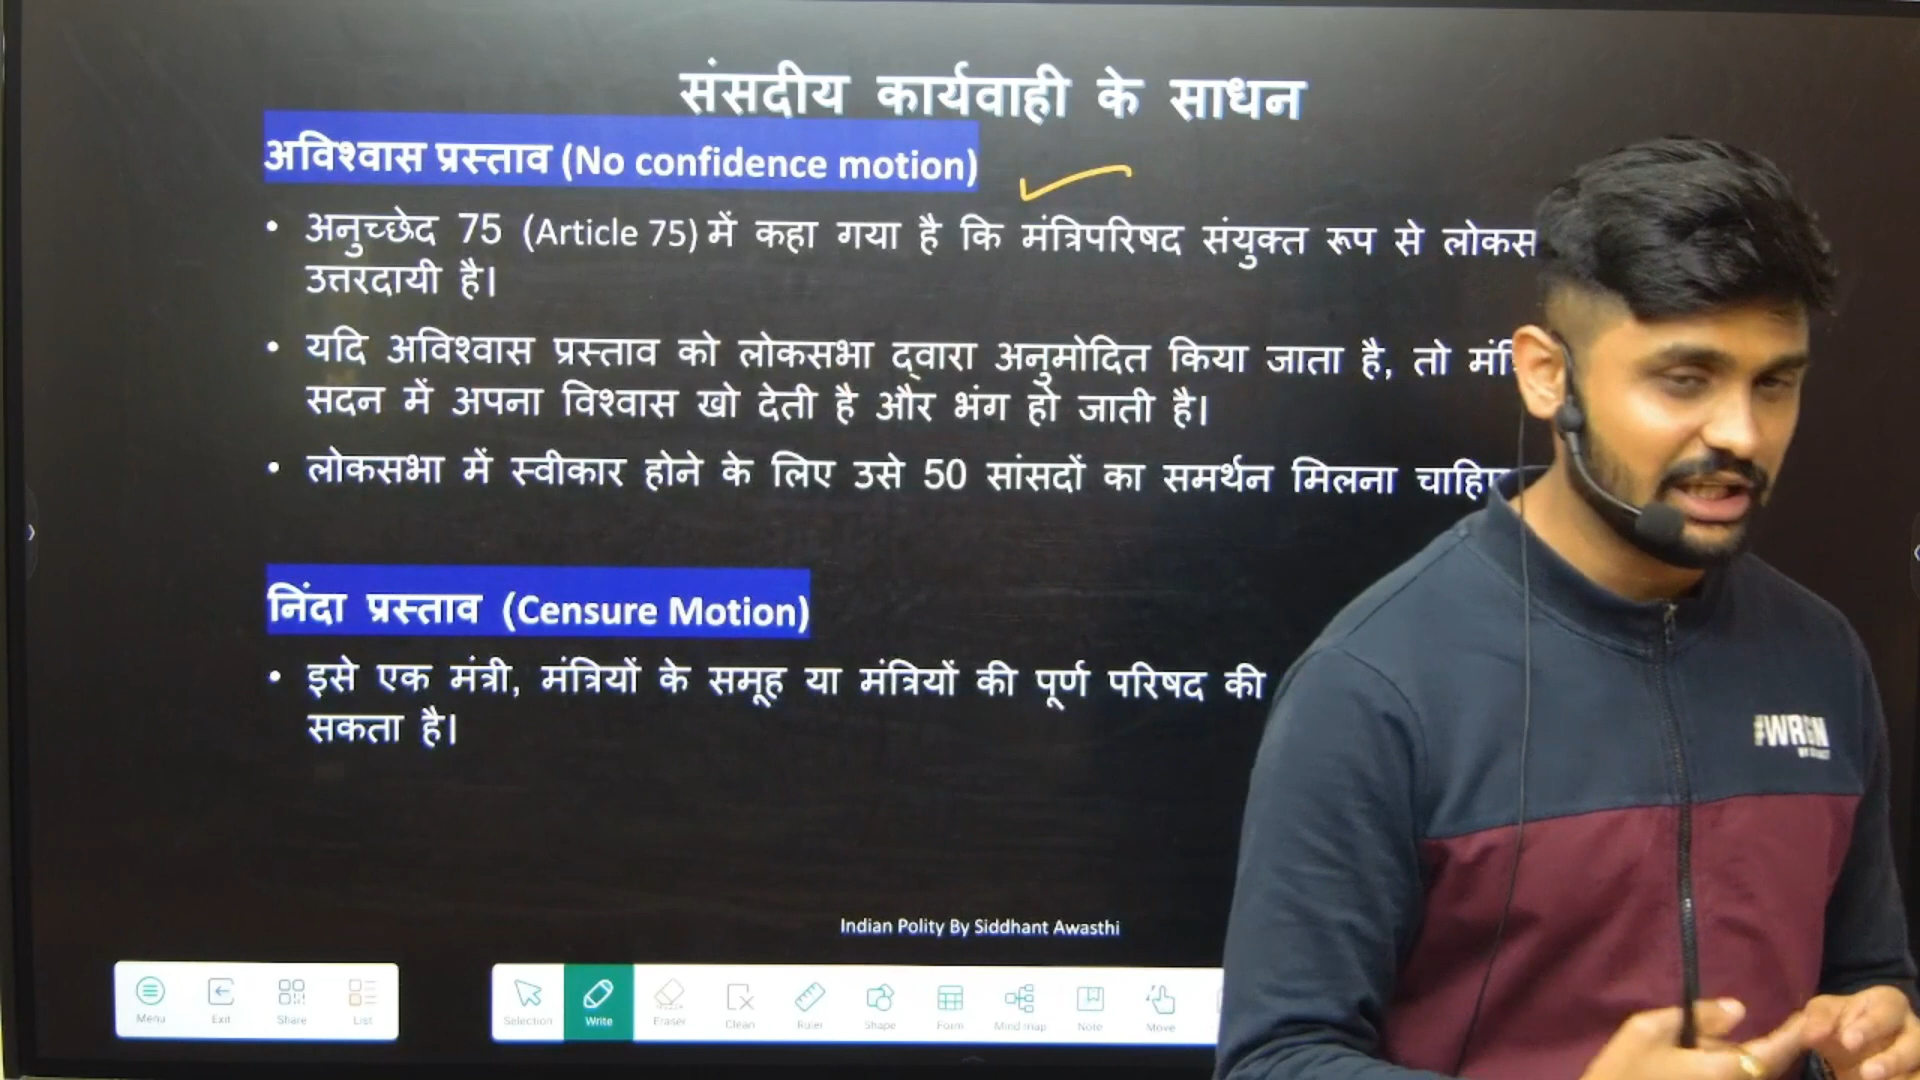 संसदीय कार्यवाही के साधन
अविश्वास प्रस्ताव (No confidence motion)
• अनुच्छेद 75 (Article 75) में कहा गया है कि मंत्रिपरिषद संयुक्त रूप से
उत्तरदायी है।
• यदि अविश्वास प्रस्ताव को लोकसभा द्वारा अनुमोदित किया जाता है, तो
सदन में अपना विश्वास खो देती है और भंग हो जाती है।
• लोकसभा में स्वीकार होने के लिए उसे 50 सांसदों का समर्थन मिलना
निंदा प्रस्ताव (Censure Motion)
• इसे एक मंत्री, मंत्रियों के समूह या मंत्रियों की पूर्ण परिषद की
सकता है।
#WRGN
Indian Polity By Siddhant Awasthi
Menu Exit Share List Selection Write Eraser Clean Ruler Shape Form Mind map Note Move